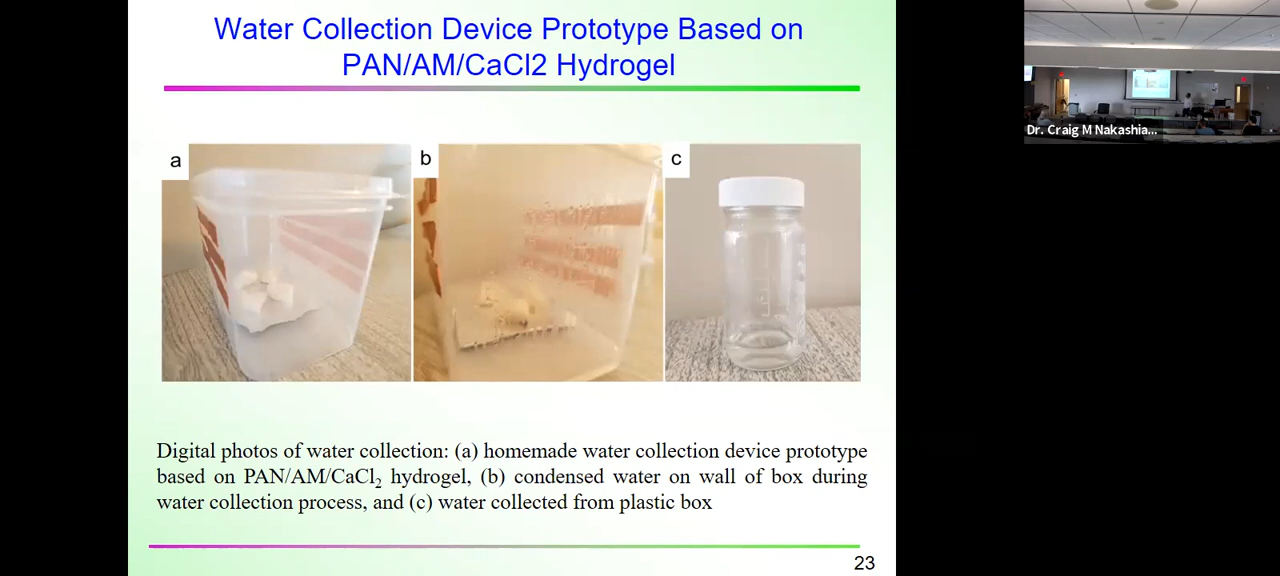 Water Collection Device Prototype Based on
PAN/AM/CaCl2 Hydrogel
a
b
c
Digital photos of water collection: (a) homemade water collection device prototype
based on PAN/AM/CaCl₂ hydrogel, (b) condensed water on wall of box during
water collection process, and (c) water collected from plastic box
23
Dr. Craig M Nakashia...